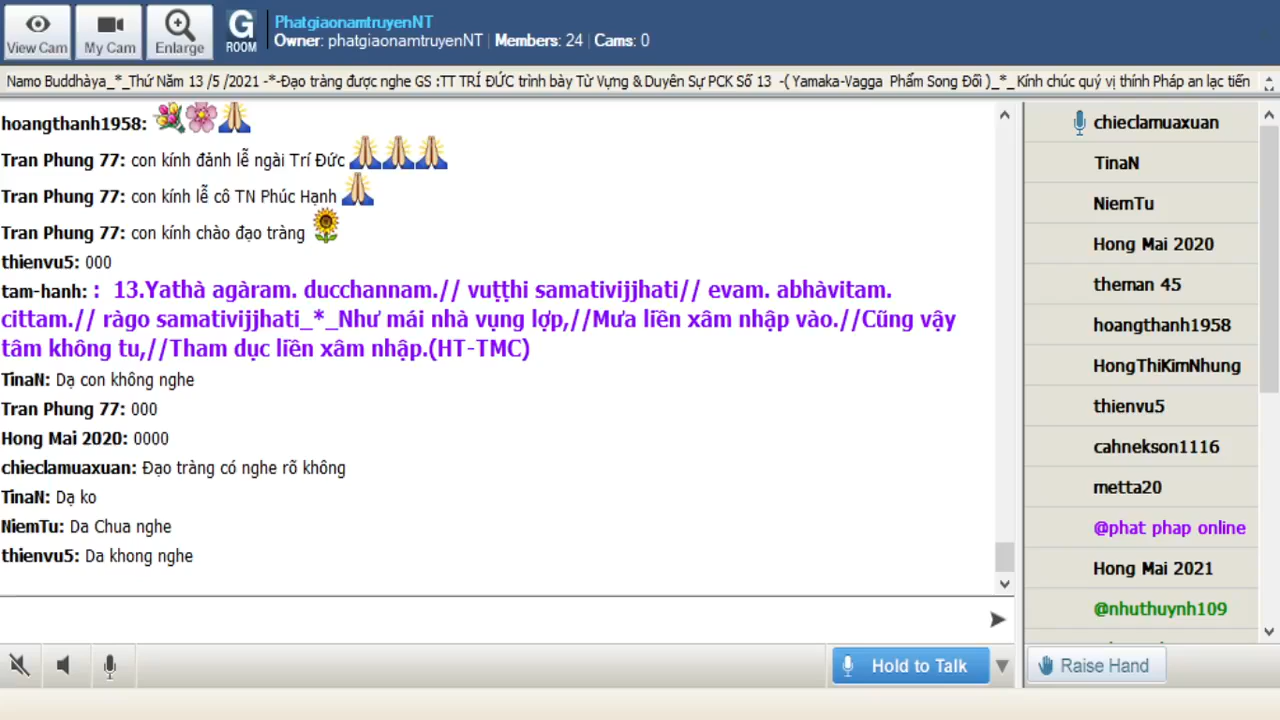 View Cam
My Cam
Enlarge
G
ROOM
PhatgiaonamtruyenNT
Owner: phatgiaonamtruyenNT | Members: 24 | Cams: 0
Namo Buddhàya_*_Thứ Năm 13 /5 /2021 -*-Đạo tràng được nghe GS :TT TRÍ ĐỨC trình bày Từ Vựng & Duyên Sự PCK Số 13 -( Yamaka-Vagga Phẩm Song Đối )_*_ Kính chúc quý vị thính Pháp an lạc tiến
hoangthanh1958:
Tran Phung 77: con kính đảnh lễ ngài Trí Đức
Tran Phung 77: con kính lễ cô TN Phúc Hạnh
Tran Phung 77: con kính chào đạo tràng
thienvu5: 000
tam-hanh: : 13.Yathà agàram. ducchannam.// vuṭṭhi samativijjhati// evam. abhàvitam.
cittam.// ràgo samativijjhati_*_Như mái nhà vụng lợp,//Mưa liền xâm nhập vào.//Cũng vậy
tâm không tu,//Tham dục liền xâm nhập.(HT-TMC)
TinaN: Dạ con không nghe
Tran Phung 77: 000
Hong Mai 2020: 0000
chieclamuaxuan: Đạo tràng có nghe rõ không
TinaN: Dạ ko
NiemTu: Da Chua nghe
thienvu5: Da khong nghe
Hold to Talk
chieclamuaxuan
TinaN
NiemTu
Hong Mai 2020
theman 45
hoangthanh1958
HongThiKimNhung
thienvu5
cahnekson1116
metta20
@phat phap online
Hong Mai 2021
@nhuthuynh109
Raise Hand